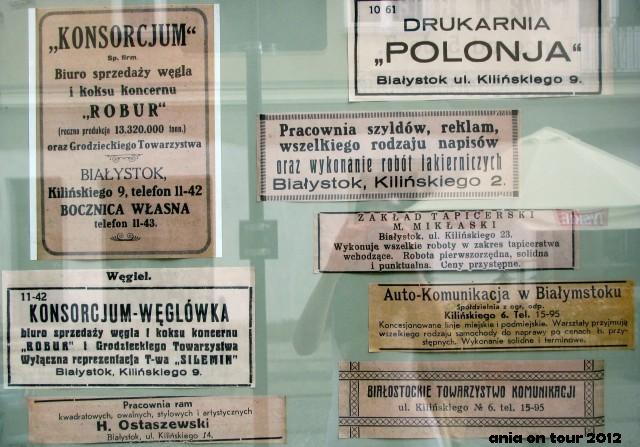 „KONSORCJUM"
Sp. firm.
Biuro sprzedaży węgla
i koksu koncernu
„ROBUR"
(roczna produkcja 13.320.000 tonn.)
oraz Grodzieckiego Towarzystwa
BIAŁYSTOK,
Kilińskiego 9, telefon 11-42
BOCZNICA WŁASNA
telefon 11-43.
Węgiel.
11-42
KONSORCJUM-WĘGLÓWKA
biuro sprzedaży węgla i koksu koncernu
„ROBUR" i Grodzieckiego Towarzystwa
Wyłączna reprezentacja T-wa „SILEMIN"
Białystok, Kilińskiego 9.
Pracownia ram
kwadratowych, owalnych, stylowych i artystycznych
H. Ostaszewski
Białystok, ul. Kilińskiego 14.
10 61
DRUKARNIA
„POLONJA"
Białystok ul. Kilińskiego 9.
Pracownia szyldów, reklam,
wszelkiego rodzaju napisów
oraz wykonanie robót lakierniczych
Białystok, Kilińskiego 2.
ZAKŁAD TAPICERSKI
M. MIKLASKI
Białystok, ul. Kilińskiego 23.
Wykonuje wszelkie roboty w zakres tapicerstwa
wchodzące. Robota pierwszorzędna, solidna
i punktualna. Ceny przystępne.
Auto-Komunikacja w Białymstoku
Spółdzielnia z ogr. odp.
Kilińskiego 6. Tel. 15-95
Koncesjonowane linje miejskie i podmiejskie. Warsztaty przyjmują
wszelkiego rodzaju samochody do naprawy po cenach b. przy-
stępnych. Wykonanie solidne i terminowe.
BIAŁOSTOCKIE TOWARZYSTWO KOMUNIKACJI
ul. Kilińskiego № 6. tel. 15-95
ania on tour 2012